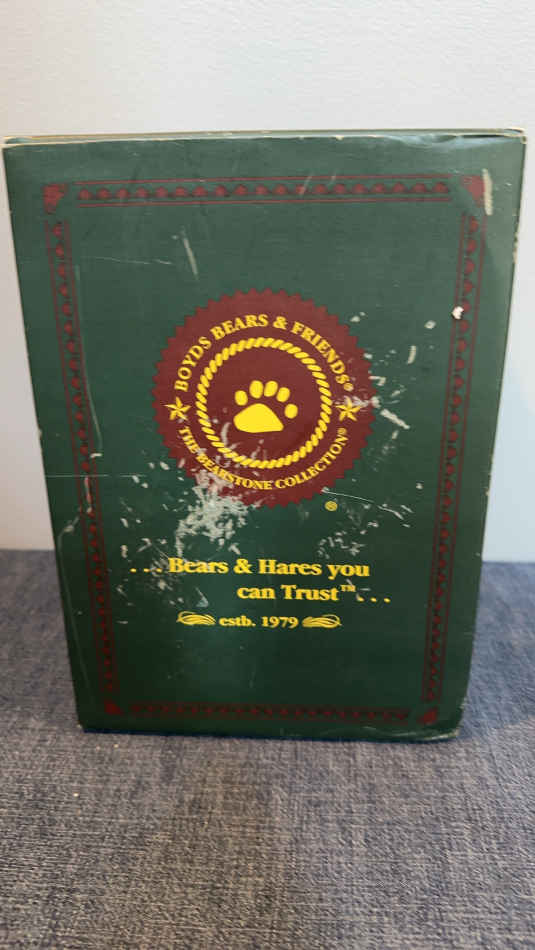 BOYDS BEARS & FRIENDS®
THE BEARSTONE COLLECTION®
®
. . . Bears & Hares you
can Trust™. . .
estb. 1979